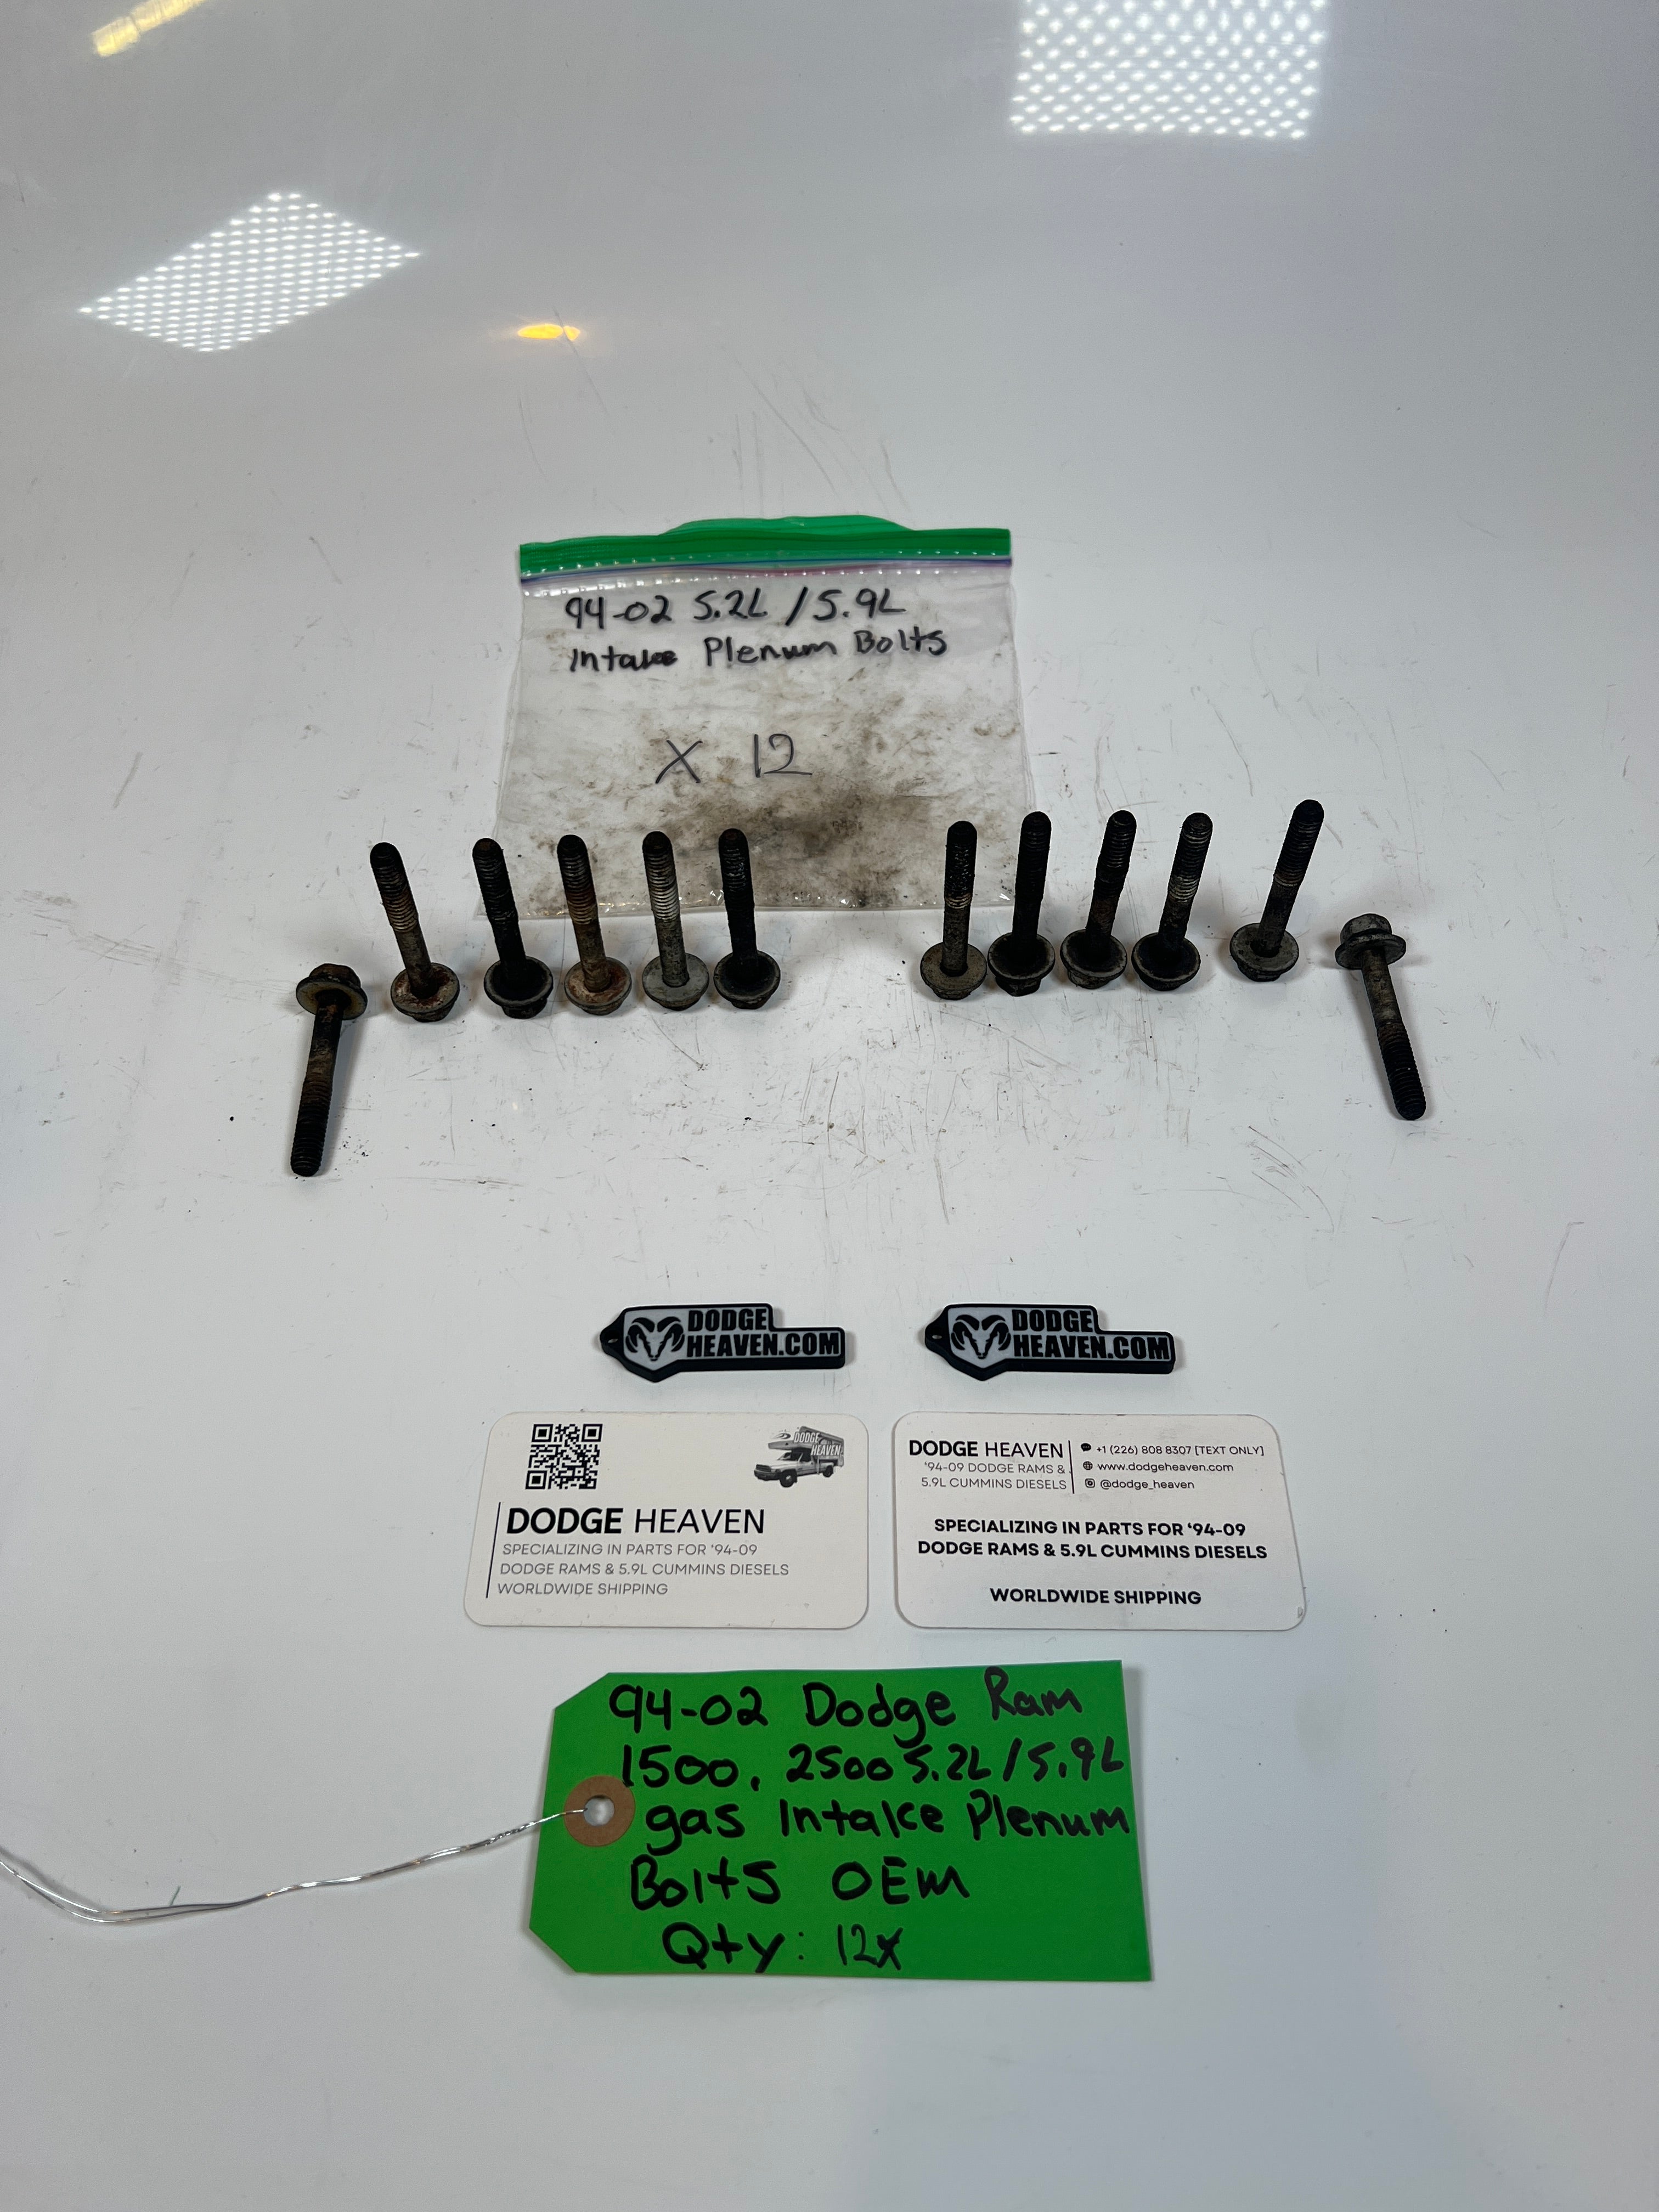 94-02 5.2L / 5.9L
Intake Plenum Bolts
X 12
DODGE
HEAVEN.COM
DODGE
HEAVEN.COM
DODGE
HEAVEN
DODGE HEAVEN
SPECIALIZING IN PARTS FOR '94-09
DODGE RAMS & 5.9L CUMMINS DIESELS
WORLDWIDE SHIPPING
DODGE HEAVEN
'94-09 DODGE RAMS &
5.9L CUMMINS DIESELS
+1 (226) 808 8307 [TEXT ONLY]
www.dodgeheaven.com
@dodge_heaven
SPECIALIZING IN PARTS FOR '94-09
DODGE RAMS & 5.9L CUMMINS DIESELS
WORLDWIDE SHIPPING
94-02 Dodge Ram
1500, 2500 5.2L / 5.9L
gas Intake Plenum
Bolts OEM
Qty: 12x